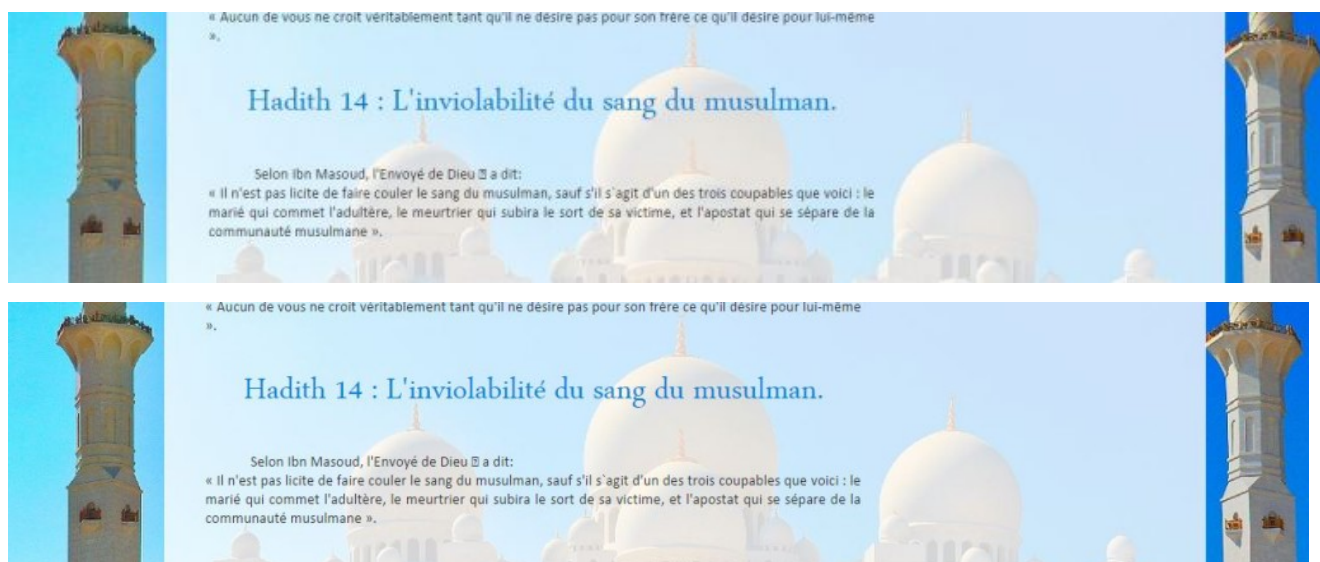 « Aucun de vous ne croit véritablement tant qu'il ne désire pas pour son frère ce qu'il désire pour lui-même
».
Hadith 14 : L'inviolabilité du sang du musulman.
Selon Ibn Masoud, l'Envoyé de Dieu a dit:
« Il n'est pas licite de faire couler le sang du musulman, sauf s'il s`agit d'un des trois coupables que voici : le
marié qui commet l'adultère, le meurtrier qui subira le sort de sa victime, et l'apostat qui se sépare de la
communauté musulmane ».
« Aucun de vous ne croit véritablement tant qu'il ne désire pas pour son frère ce qu'il désire pour lui-même
».
Hadith 14 : L'inviolabilité du sang du musulman.
Selon Ibn Masoud, l'Envoyé de Dieu a dit:
« Il n'est pas licite de faire couler le sang du musulman, sauf s'il s`agit d'un des trois coupables que voici : le
marié qui commet l'adultère, le meurtrier qui subira le sort de sa victime, et l'apostat qui se sépare de la
communauté musulmane ».